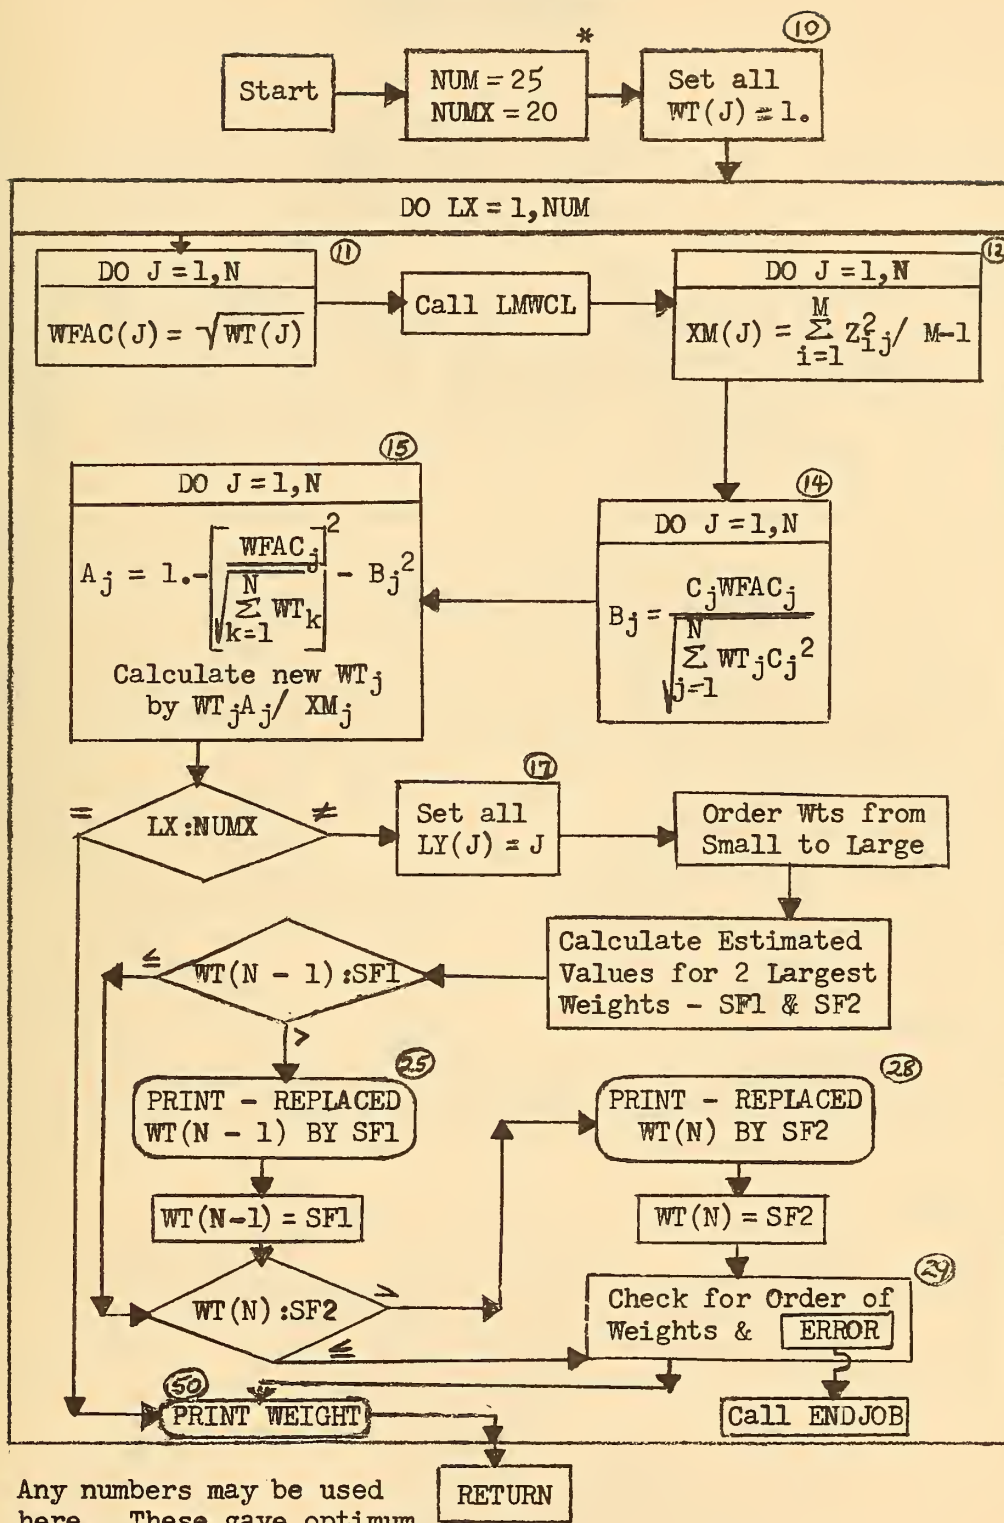 *
10
Start
NUM = 25
NUMX = 20
Set all
WT(J) = 1.
DO LX = 1,NUM
11
DO J = 1,N
WFAC(J) = √WT(J)
Call LMWCL
12
DO J = 1,N
XM(J) = M Σ i=1 Z²ij/ M-1
15
DO J = 1,N
Aj = 1.-[WFACj / √ N Σ k=1 WTk]² - Bj²
Calculate new WTj
by WTjAj/ XMj
14
DO J = 1,N
Bj = CjWFACj / √ N Σ j=1 WTjCj²
= LX:NUMX ≠
17
Set all
LY(J) = J
Order Wts from
Small to Large
Calculate Estimated
Values for 2 Largest
Weights - SF1 & SF2
≤ WT(N - 1):SF1
>
25
PRINT - REPLACED
WT(N - 1) BY SF1
WT(N-1) = SF1
WT(N):SF2 >
≤
28
PRINT - REPLACED
WT(N) BY SF2
WT(N) = SF2
29
Check for Order of
Weights & ERROR
50
PRINT WEIGHT
Call ENDJOB
RETURN
Any numbers may be used
here. These gave optimum